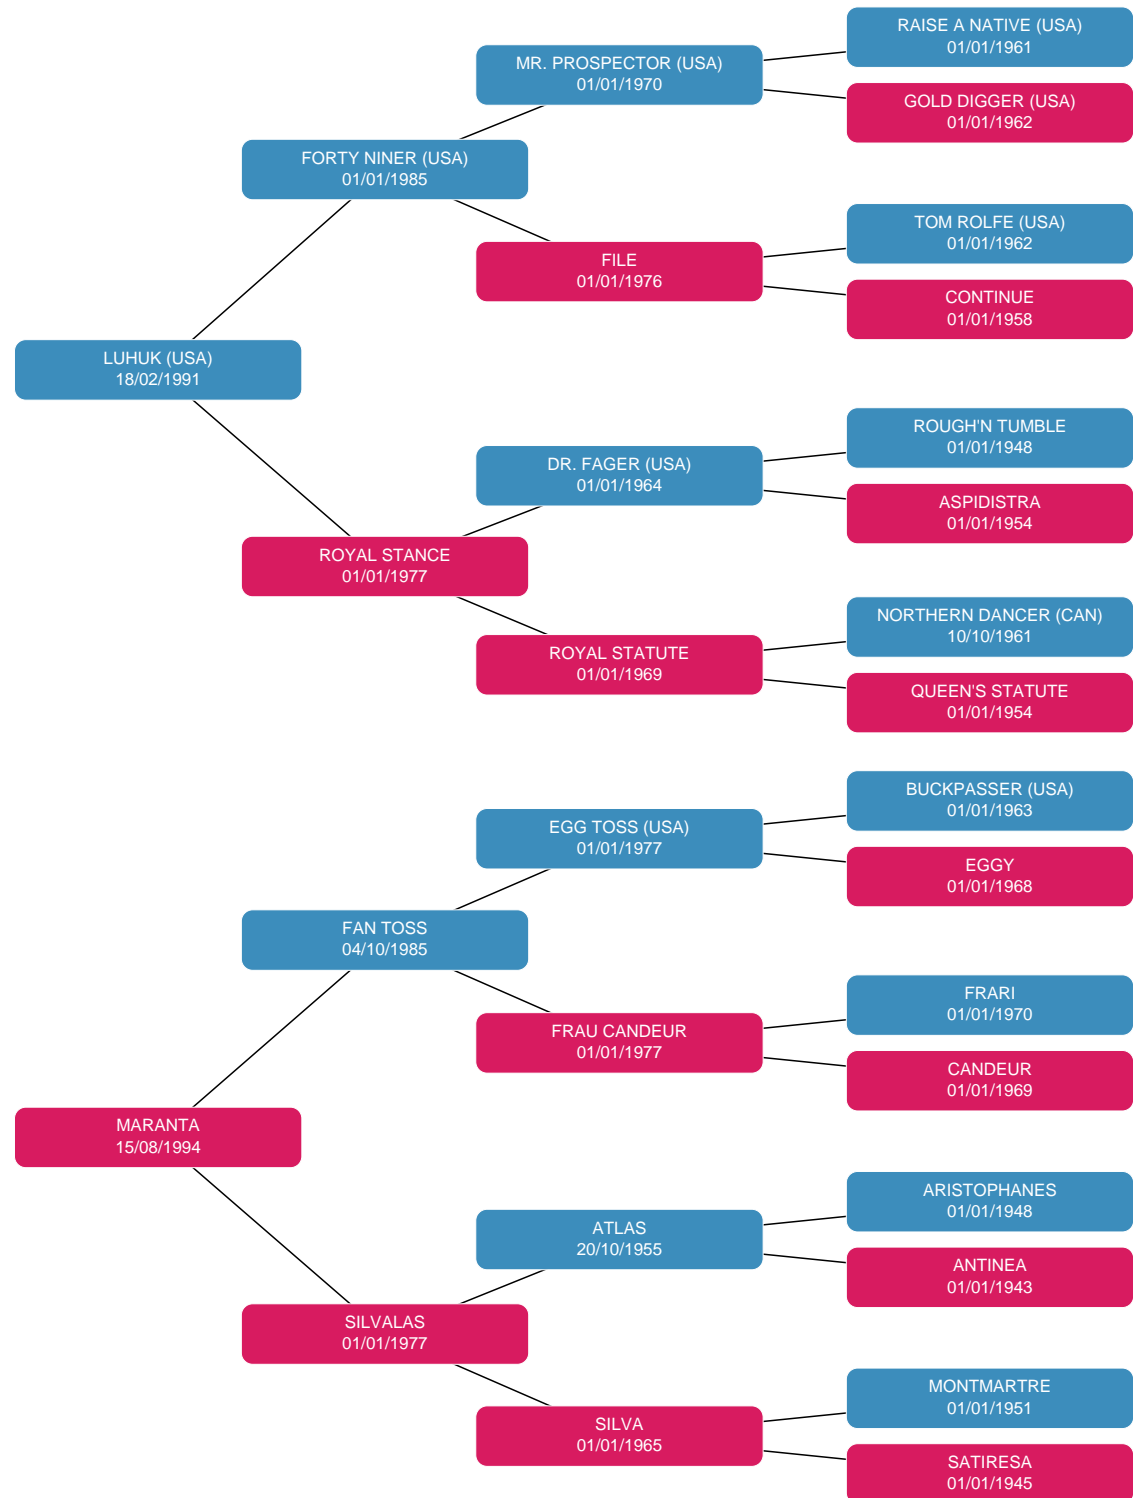 RAISE A NATIVE (USA)
01/01/1961
MR. PROSPECTOR (USA)
01/01/1970
GOLD DIGGER (USA)
01/01/1962
FORTY NINER (USA)
01/01/1985
TOM ROLFE (USA)
01/01/1962
FILE
01/01/1976
CONTINUE
01/01/1958
LUHUK (USA)
18/02/1991
ROUGH'N TUMBLE
01/01/1948
DR. FAGER (USA)
01/01/1964
ASPIDISTRA
01/01/1954
ROYAL STANCE
01/01/1977
NORTHERN DANCER (CAN)
10/10/1961
ROYAL STATUTE
01/01/1969
QUEEN'S STATUTE
01/01/1954
BUCKPASSER (USA)
01/01/1963
EGG TOSS (USA)
01/01/1977
EGGY
01/01/1968
FAN TOSS
04/10/1985
FRARI
01/01/1970
FRAU CANDEUR
01/01/1977
CANDEUR
01/01/1969
MARANTA
15/08/1994
ARISTOPHANES
01/01/1948
ATLAS
20/10/1955
ANTINEA
01/01/1943
SILVALAS
01/01/1977
MONTMARTRE
01/01/1951
SILVA
01/01/1965
SATIRESA
01/01/1945